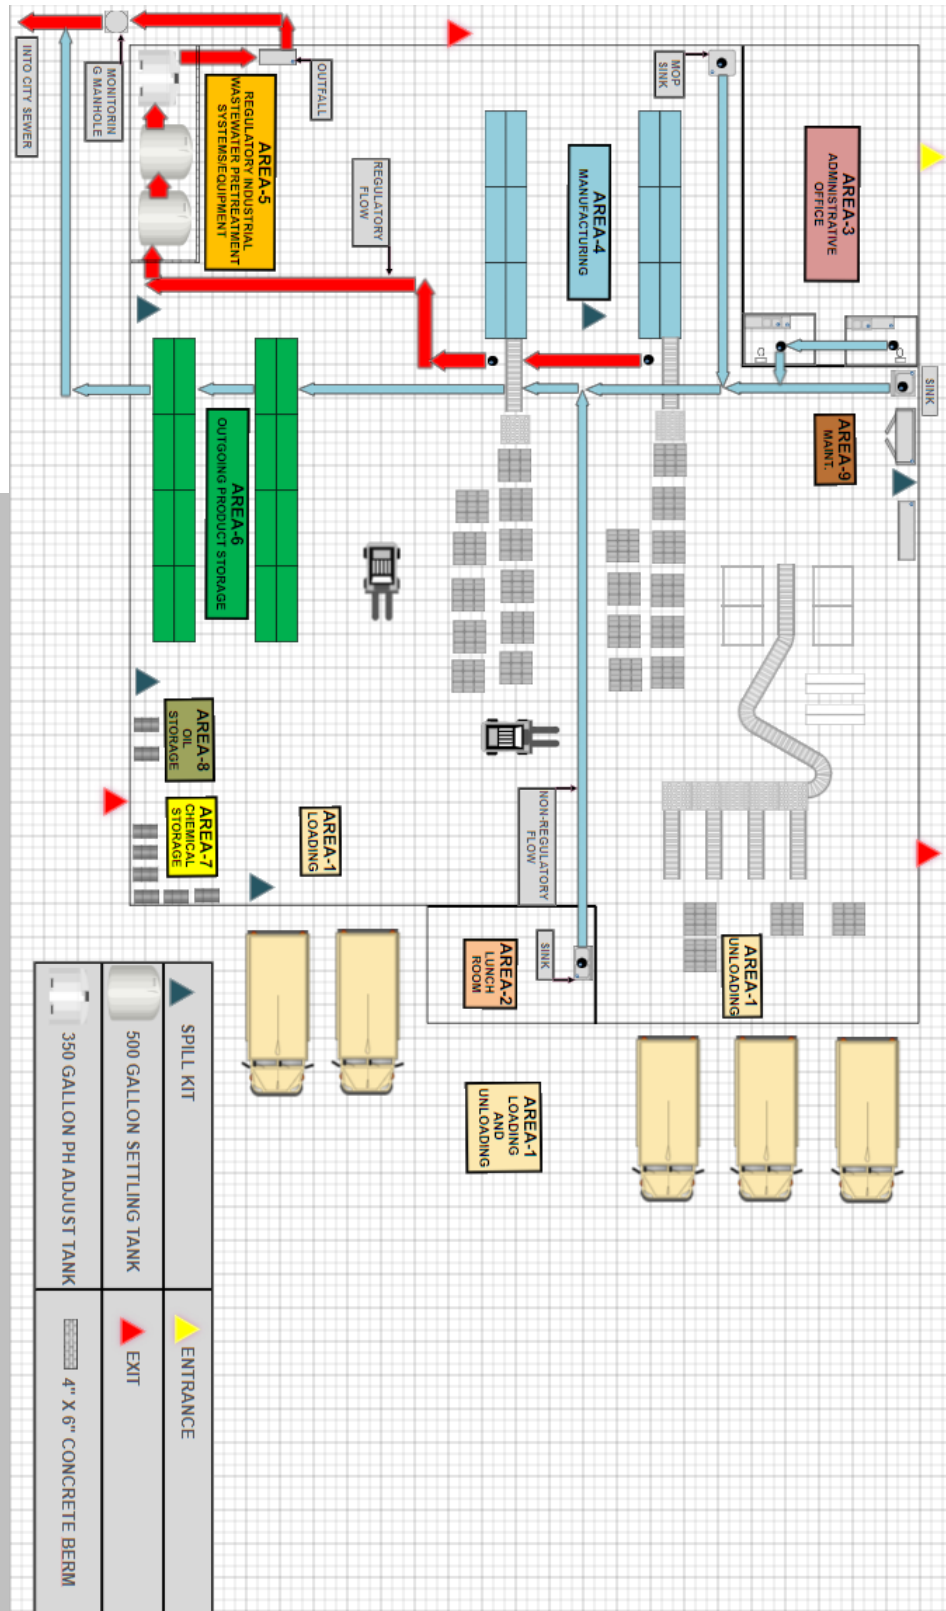 INTO CITY SEWER
MONITORIN
G MANHOLE
OUTFALL
AREA-5
REGULATORY INDUSTRIAL
WASTEWATER PRETREATMENT
SYSTEMS/EQUIPMENT
REGULATORY
FLOW
AREA-4
MANUFACTURING
MOP
SINK
AREA-3
ADMINISTRATIVE
OFFICE
SINK
AREA-9
MAINT.
AREA-6
OUTGOING PRODUCT STORAGE
AREA-8
OIL
STORAGE
AREA-7
CHEMICAL
STORAGE
AREA-1
LOADING
NON-REGULATORY
FLOW
AREA-2
LUNCH
ROOM
SINK
AREA-1
UNLOADING
AREA-1
LOADING
AND
UNLOADING
SPILL KIT
ENTRANCE
500 GALLON SETTLING TANK
EXIT
350 GALLON PH ADJUST TANK
4" X 6" CONCRETE BERM